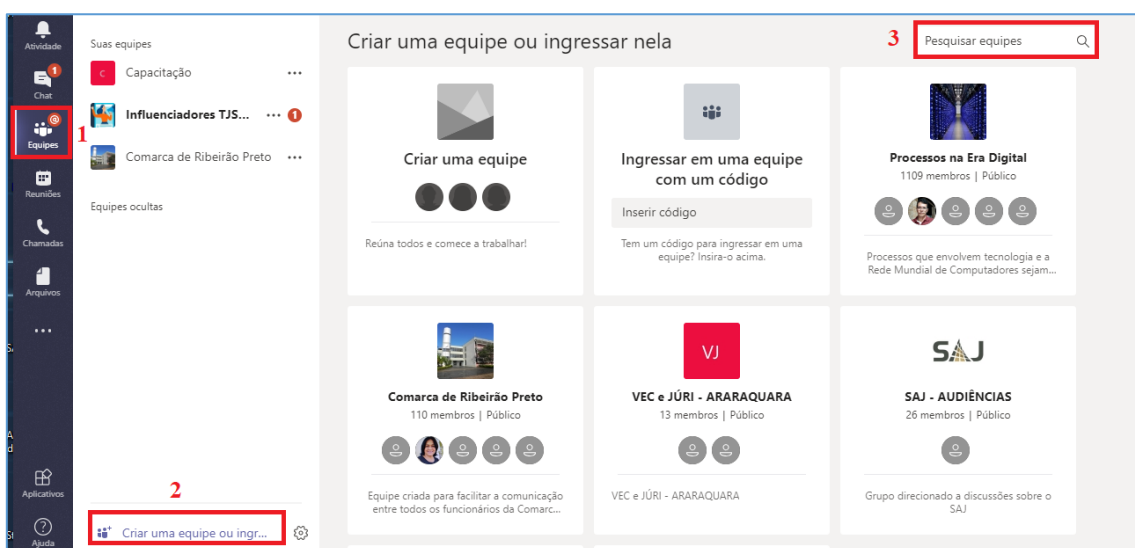 Atividade
1
Chat
Equipes
1
Reuniões
Chamadas
Arquivos
...
Aplicativos
Ajuda
Suas equipes
C
Capacitação
...
Influenciadores TJS... ... 1
Comarca de Ribeirão Preto ...
Equipes ocultas
2
Criar uma equipe ou ingr...
Criar uma equipe ou ingressar nela
3
Pesquisar equipes
Criar uma equipe
Reúna todos e comece a trabalhar!
Ingressar em uma equipe
com um código
Inserir código
Tem um código para ingressar em uma
equipe? Insira-o acima.
Processos na Era Digital
1109 membros | Público
Processos que envolvem tecnologia e a
Rede Mundial de Computadores sejam...
Comarca de Ribeirão Preto
110 membros | Público
Equipe criada para facilitar a comunicação
entre todos os funcionários da Comarc...
VJ
VEC e JÚRI - ARARAQUARA
13 membros | Público
VEC e JÚRI - ARARAQUARA
SAJ
SAJ - AUDIÊNCIAS
26 membros | Público
Grupo direcionado a discussões sobre o
SAJ